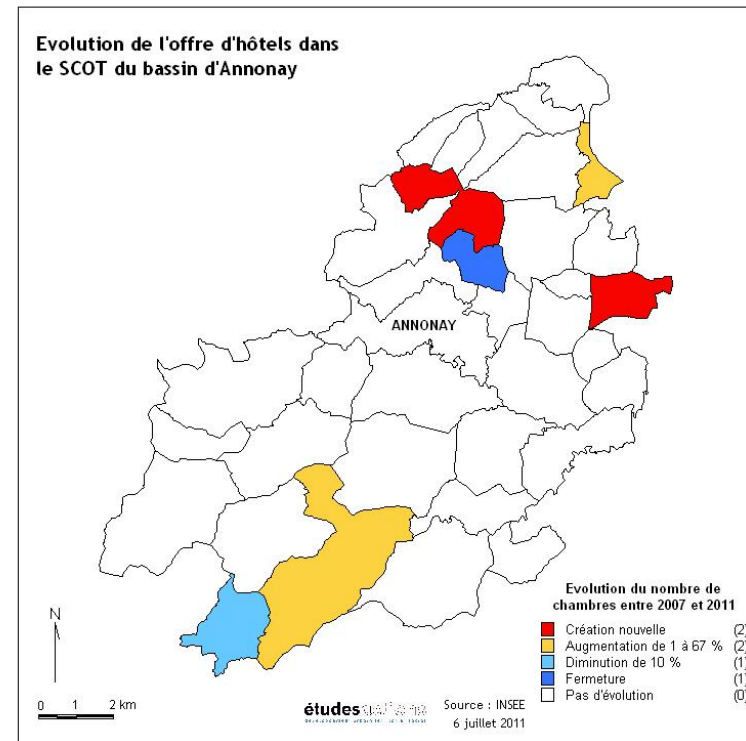 Evolution de l'offre d'hôtels dans
le SCOT du bassin d'Annonay
ANNONAY
Evolution du nombre de
chambres entre 2007 et 2011
Création nouvelle (2)
Augmentation de 1 à 67 % (2)
Diminution de 10 % (1)
Fermeture (1)
Pas d'évolution (0)
N
0 1 2 km
études
Source : INSEE
6 juillet 2011